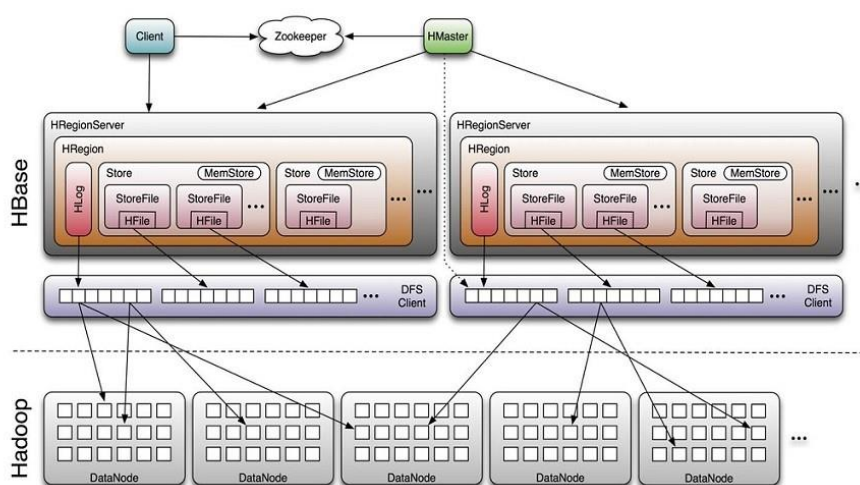 Client
Zookeeper
HMaster
HBase
HRegionServer
HRegion
HLog
Store
MemStore
StoreFile
HFile
StoreFile
HFile
...
Store
MemStore
StoreFile
HFile
...
...
HRegionServer
HRegion
HLog
Store
MemStore
StoreFile
HFile
StoreFile
HFile
...
Store
MemStore
StoreFile
HFile
...
...
...
DFS
Client
...
DFS
Client
Hadoop
DataNode
DataNode
DataNode
DataNode
DataNode
...